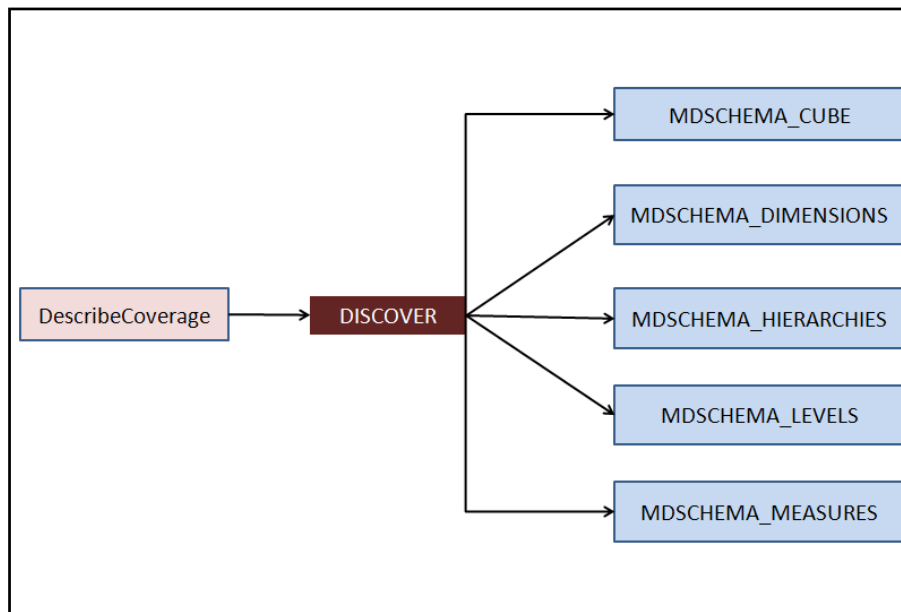 MDSCHEMA_CUBE
MDSCHEMA_DIMENSIONS
DescribeCoverage
DISCOVER
MDSCHEMA_HIERARCHIES
MDSCHEMA_LEVELS
MDSCHEMA_MEASURES